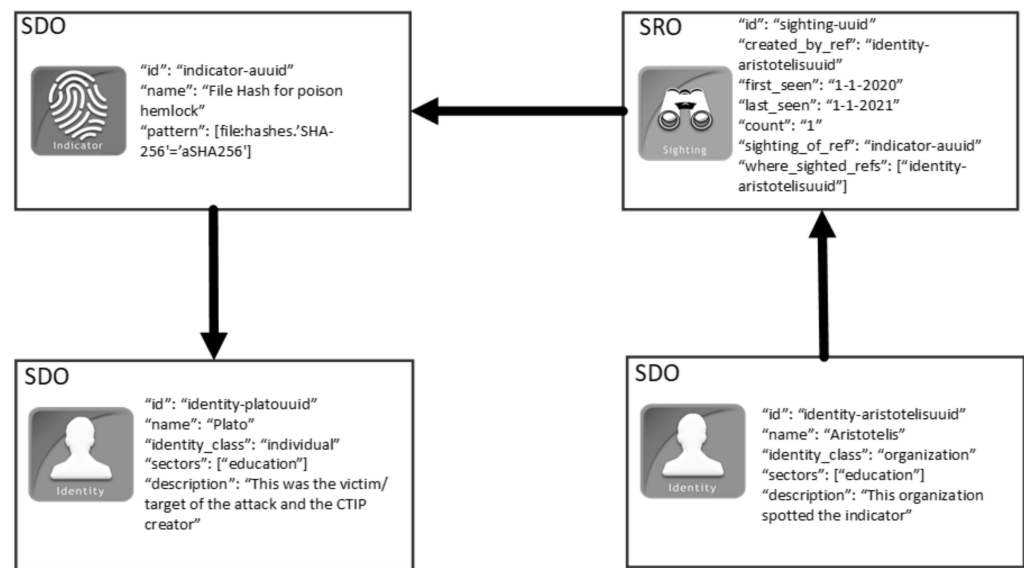 SDO
Indicator
“id”: “indicator-auuid”
“name”: “File Hash for poison
hemlock”
“pattern”: [file:hashes.’SHA-
256'=’aSHA256']
SRO
Sighting
“id”: “sighting-uuid”
“created_by_ref”: “identity-
aristotelisuuid”
“first_seen”: “1-1-2020”
“last_seen”: “1-1-2021”
“count”: “1”
“sighting_of_ref”: “indicator-auuid”
“where_sighted_refs”: [“identity-
aristotelisuuid”]
SDO
Identity
“id”: “identity-platouuid”
“name”: “Plato”
“identity_class”: “individual”
“sectors”: [“education”]
“description”: “This was the victim/
target of the attack and the CTIP
creator”
SDO
Identity
“id”: “identity-aristotelisuuid”
“name”: “Aristotelis”
“identity_class”: “organization”
“sectors”: [“education”]
“description”: “This organization
spotted the indicator”